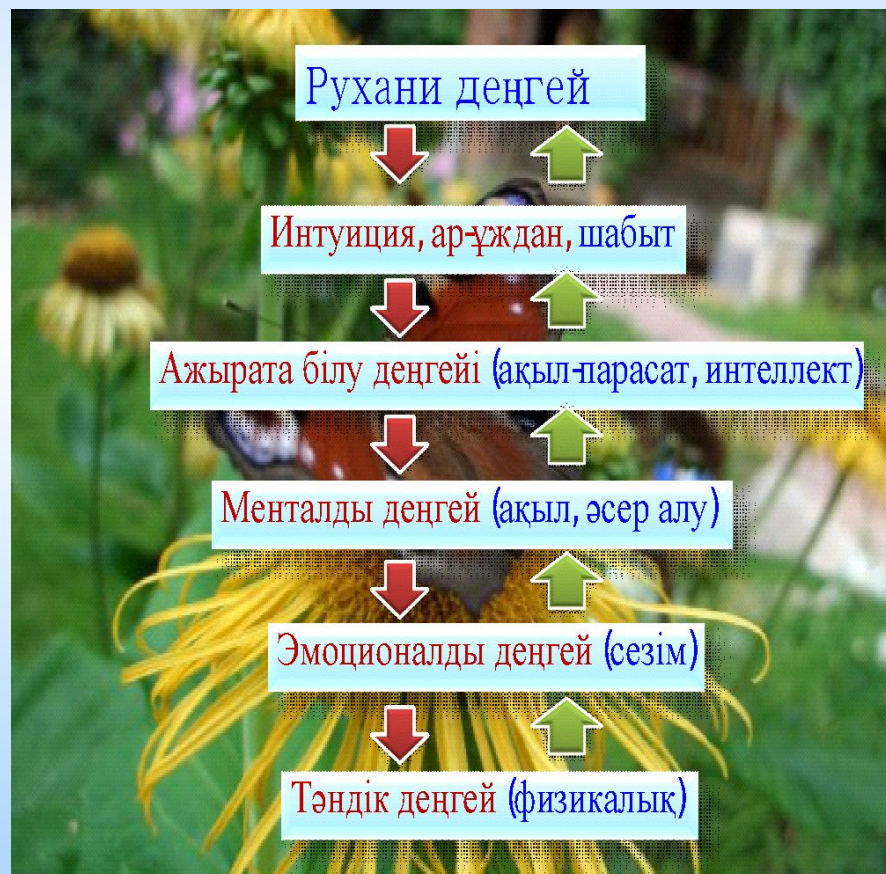 Рухани деңгей
Интуиция, ар-ұждан, шабыт
Ажырата білу деңгейі (ақыл-парасат, интеллект)
Менталды деңгей (ақыл, әсер алу)
Эмоционалды деңгей (сезім)
Тәндік деңгей (физикалық)